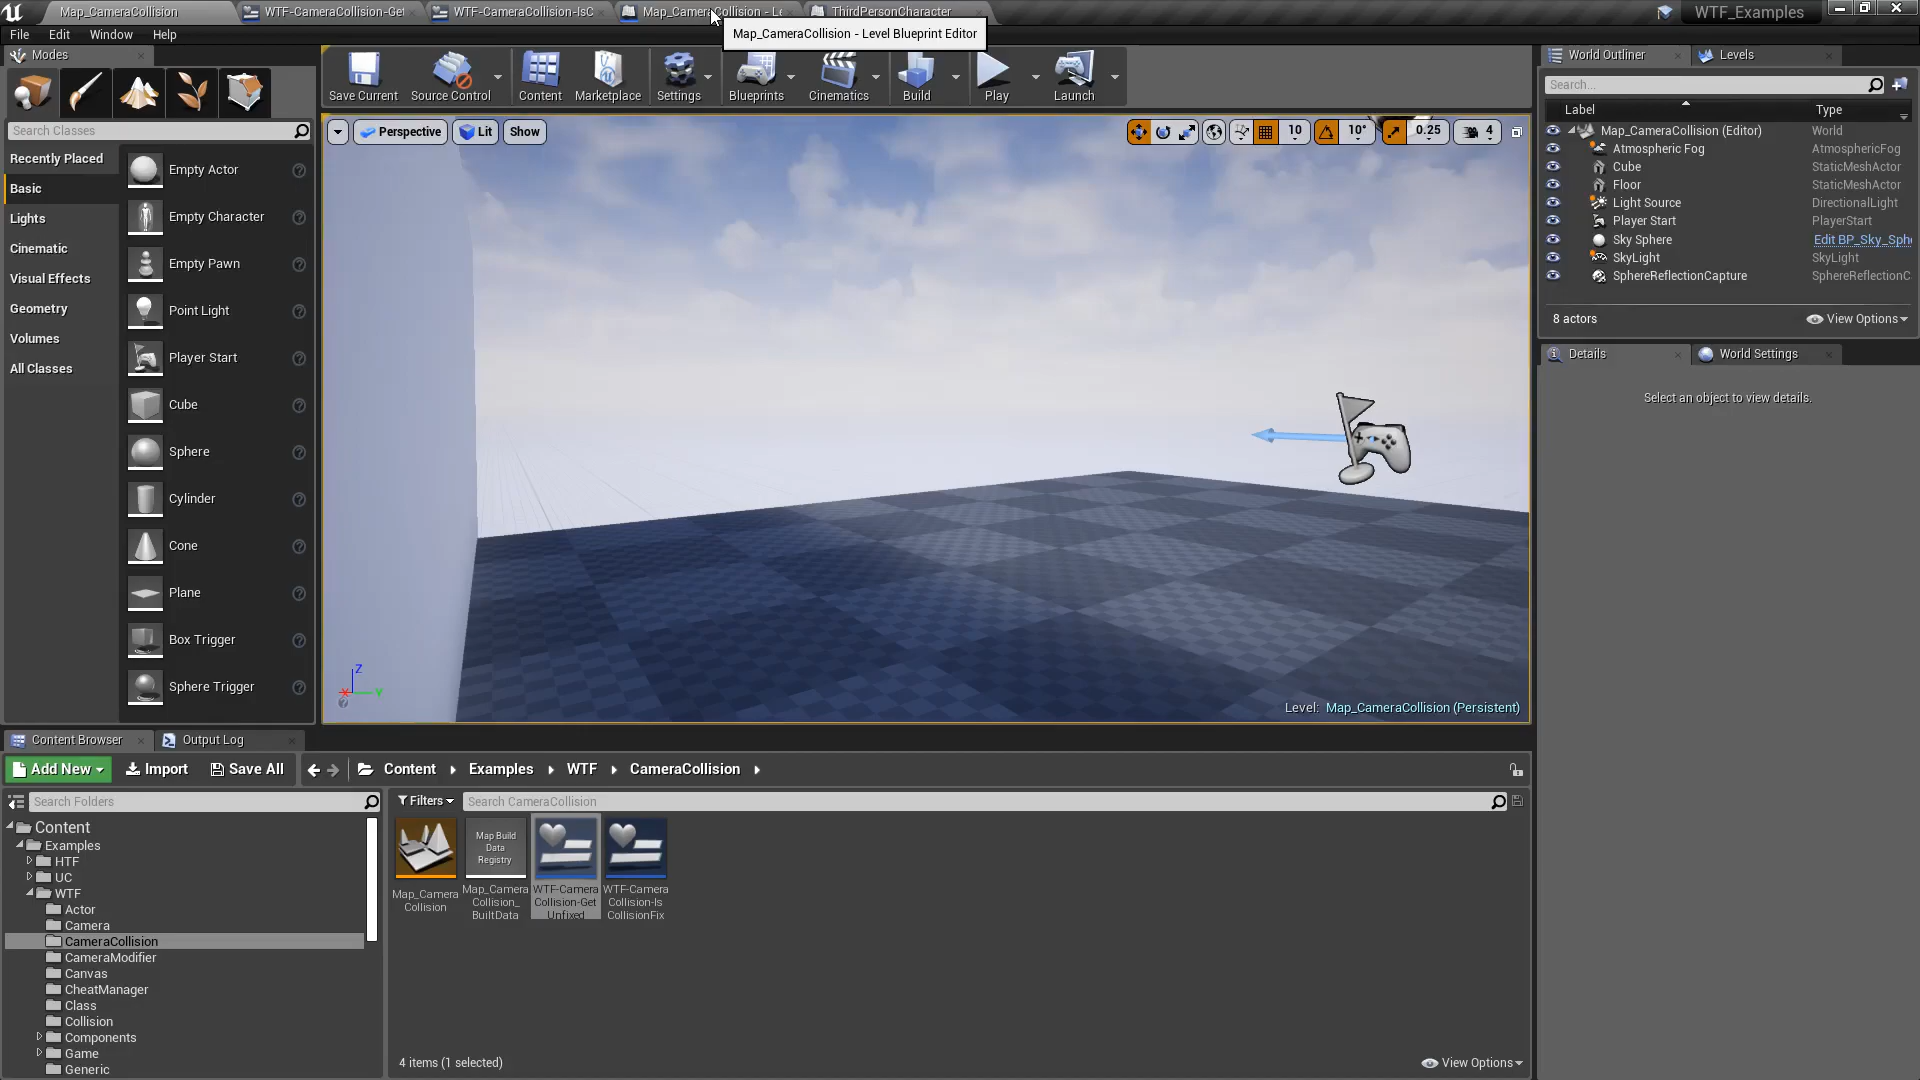 Map_CameraCollision
WTF-CameraCollision-Get
WTF-CameraCollision-IsC
Map_CameraCollision - Le
ThirdPersonCharacter
WTF_Examples
Map_CameraCollision - Level Blueprint Editor
File
Edit
Window
Help
Modes
Save Current
Source Control
Content
Marketplace
Settings
Blueprints
Cinematics
Build
Play
Launch
Search Classes
Recently Placed
Basic
Lights
Cinematic
Visual Effects
Geometry
Volumes
All Classes
Empty Actor
Empty Character
Empty Pawn
Point Light
Player Start
Cube
Sphere
Cylinder
Cone
Plane
Box Trigger
Sphere Trigger
Perspective
Lit
Show
10
10°
0.25
4
Z
X
Y
Level: Map_CameraCollision (Persistent)
World Outliner
Levels
Search...
Label
Type
Map_CameraCollision (Editor) World
Atmospheric Fog AtmosphericFog
Cube StaticMeshActor
Floor StaticMeshActor
Light Source DirectionalLight
Player Start PlayerStart
Sky Sphere Edit BP_Sky_Sph
SkyLight SkyLight
SphereReflectionCapture SphereReflectionC
8 actors
View Options
Details
World Settings
Select an object to view details.
Content Browser
Output Log
Add New
Import
Save All
Content
Examples
WTF
CameraCollision
Search Folders
Filters
Search CameraCollision
Content
Examples
HTF
UC
WTF
Actor
Camera
CameraCollision
CameraModifier
Canvas
CheatManager
Class
Collision
Components
Game
Generic
Map_Camera
Collision
Map Build
Data
Registry
Map_Camera
Collision_
BuiltData
WTF-Camera
Collision-Get
Unfixed
WTF-Camera
Collision-Is
CollisionFix
4 items (1 selected)
View Options